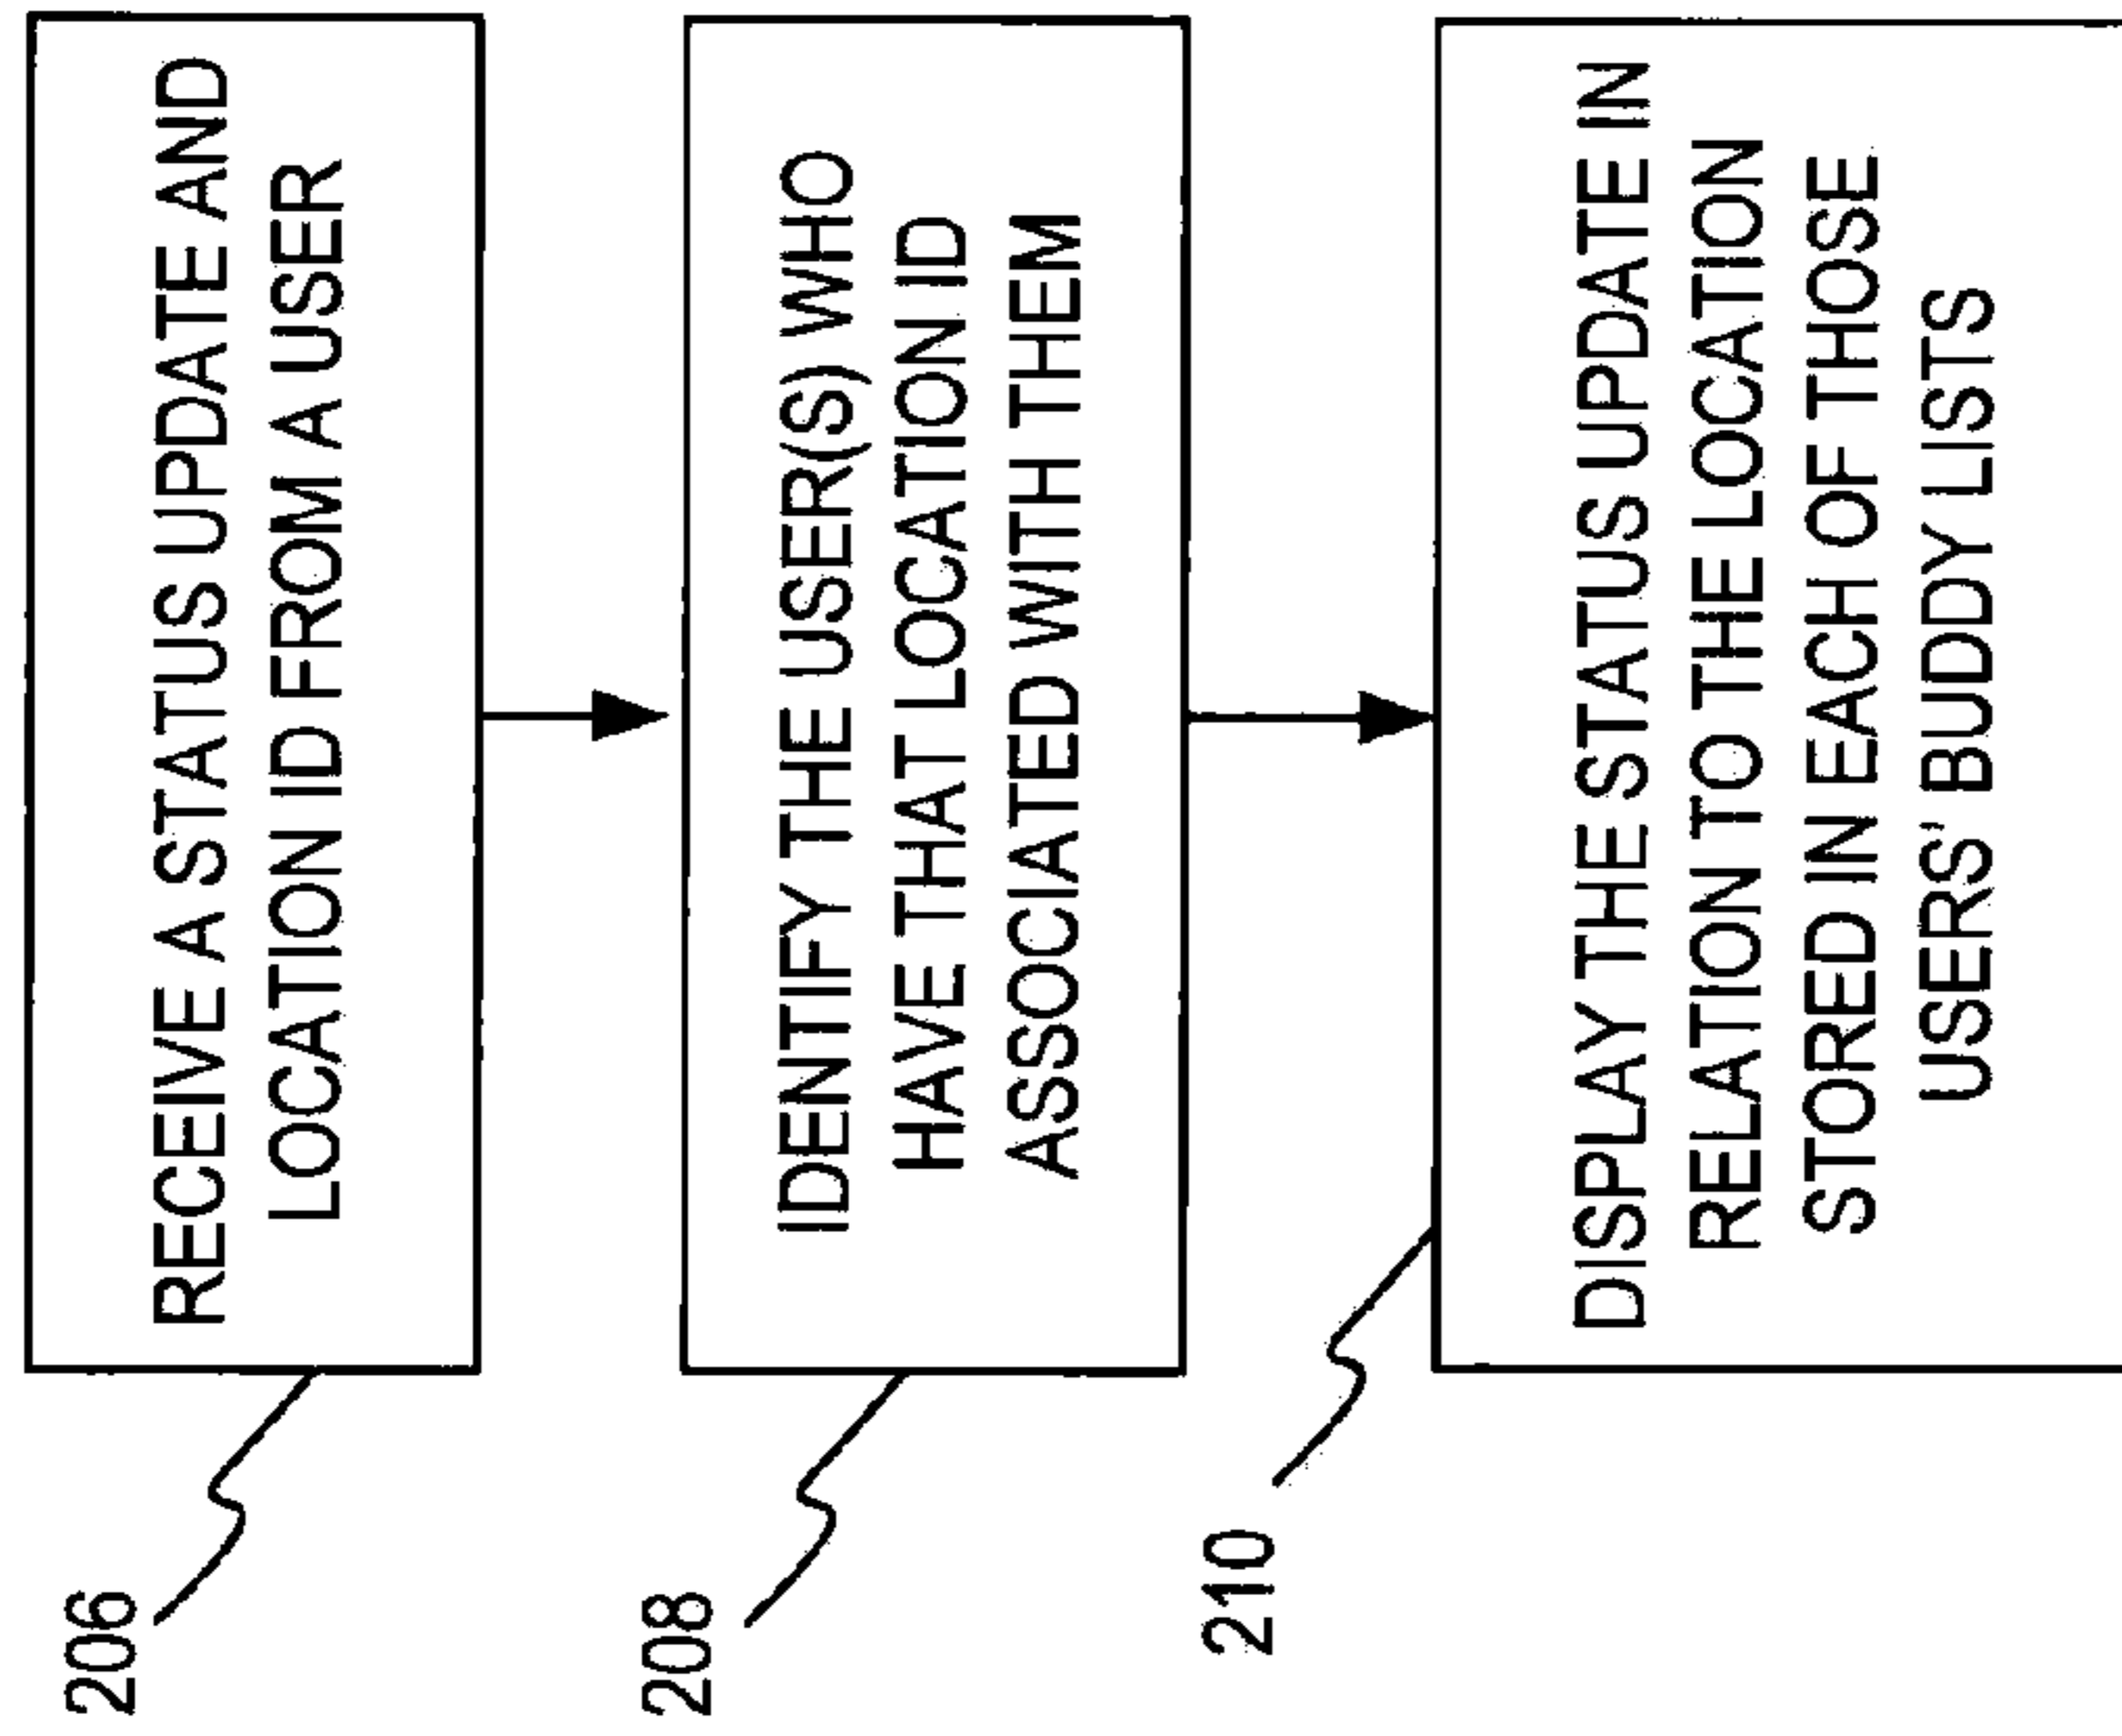 206
RECEIVE A STATUS UPDATE AND
LOCATION ID FROM A USER
208
IDENTIFY THE USER(S) WHO
HAVE THAT LOCATION ID
ASSOCIATED WITH THEM
210
DISPLAY THE STATUS UPDATE IN
RELATION TO THE LOCATION
STORED IN EACH OF THOSE
USERS' BUDDY LISTS